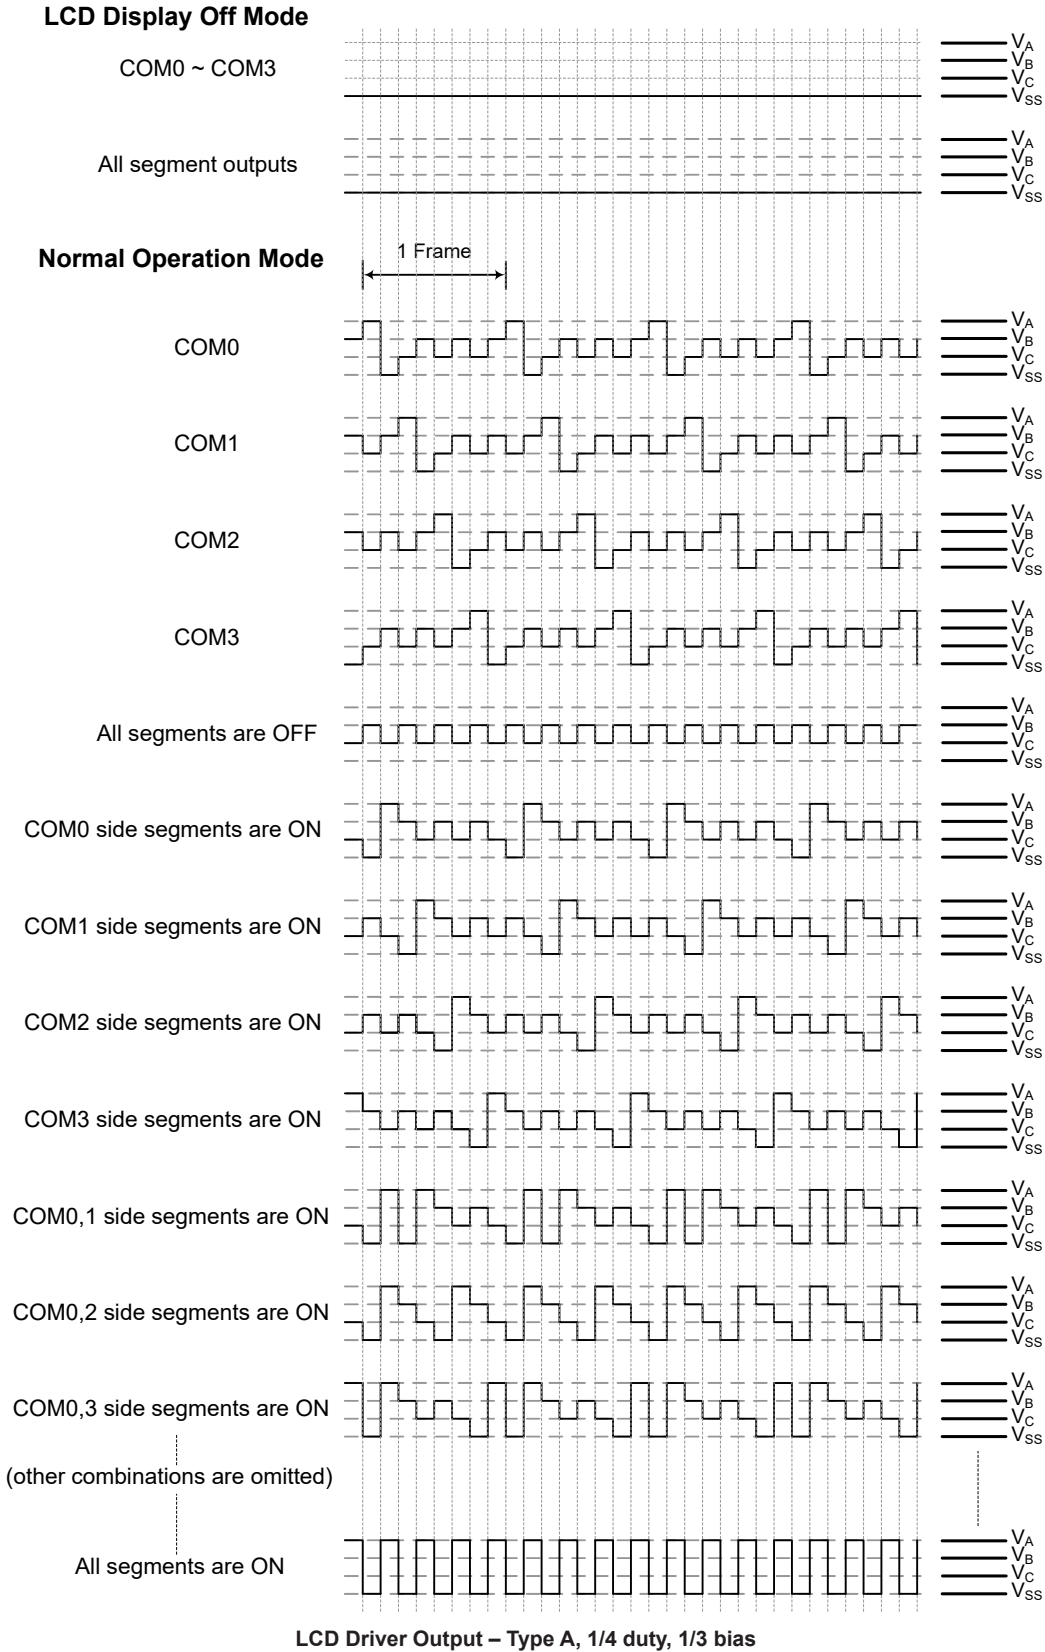 LCD Display Off Mode
COM0 ~ COM3
VA
VB
VC
VSS
All segment outputs
VA
VB
VC
VSS
Normal Operation Mode
1 Frame
COM0
VA
VB
VC
VSS
COM1
VA
VB
VC
VSS
COM2
VA
VB
VC
VSS
COM3
VA
VB
VC
VSS
All segments are OFF
VA
VB
VC
VSS
COM0 side segments are ON
VA
VB
VC
VSS
COM1 side segments are ON
VA
VB
VC
VSS
COM2 side segments are ON
VA
VB
VC
VSS
COM3 side segments are ON
VA
VB
VC
VSS
COM0,1 side segments are ON
VA
VB
VC
VSS
COM0,2 side segments are ON
VA
VB
VC
VSS
COM0,3 side segments are ON
VA
VB
VC
VSS
(other combinations are omitted)
All segments are ON
VA
VB
VC
VSS
LCD Driver Output – Type A, 1/4 duty, 1/3 bias